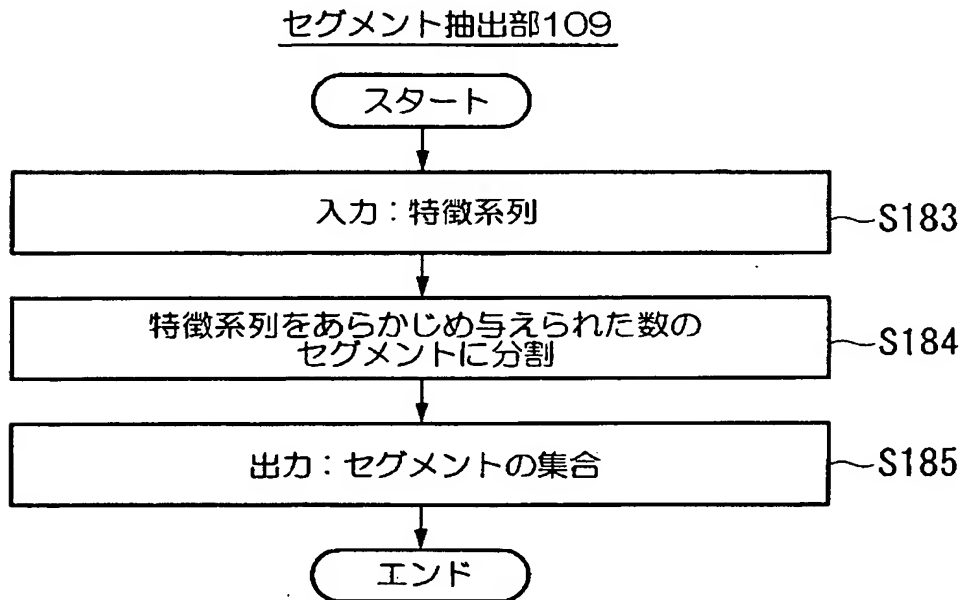 セグメント抽出部109
スタート
入力：特徴系列
S183
特徴系列をあらかじめ与えられた数の
セグメントに分割
S184
出力：セグメントの集合
S185
エンド